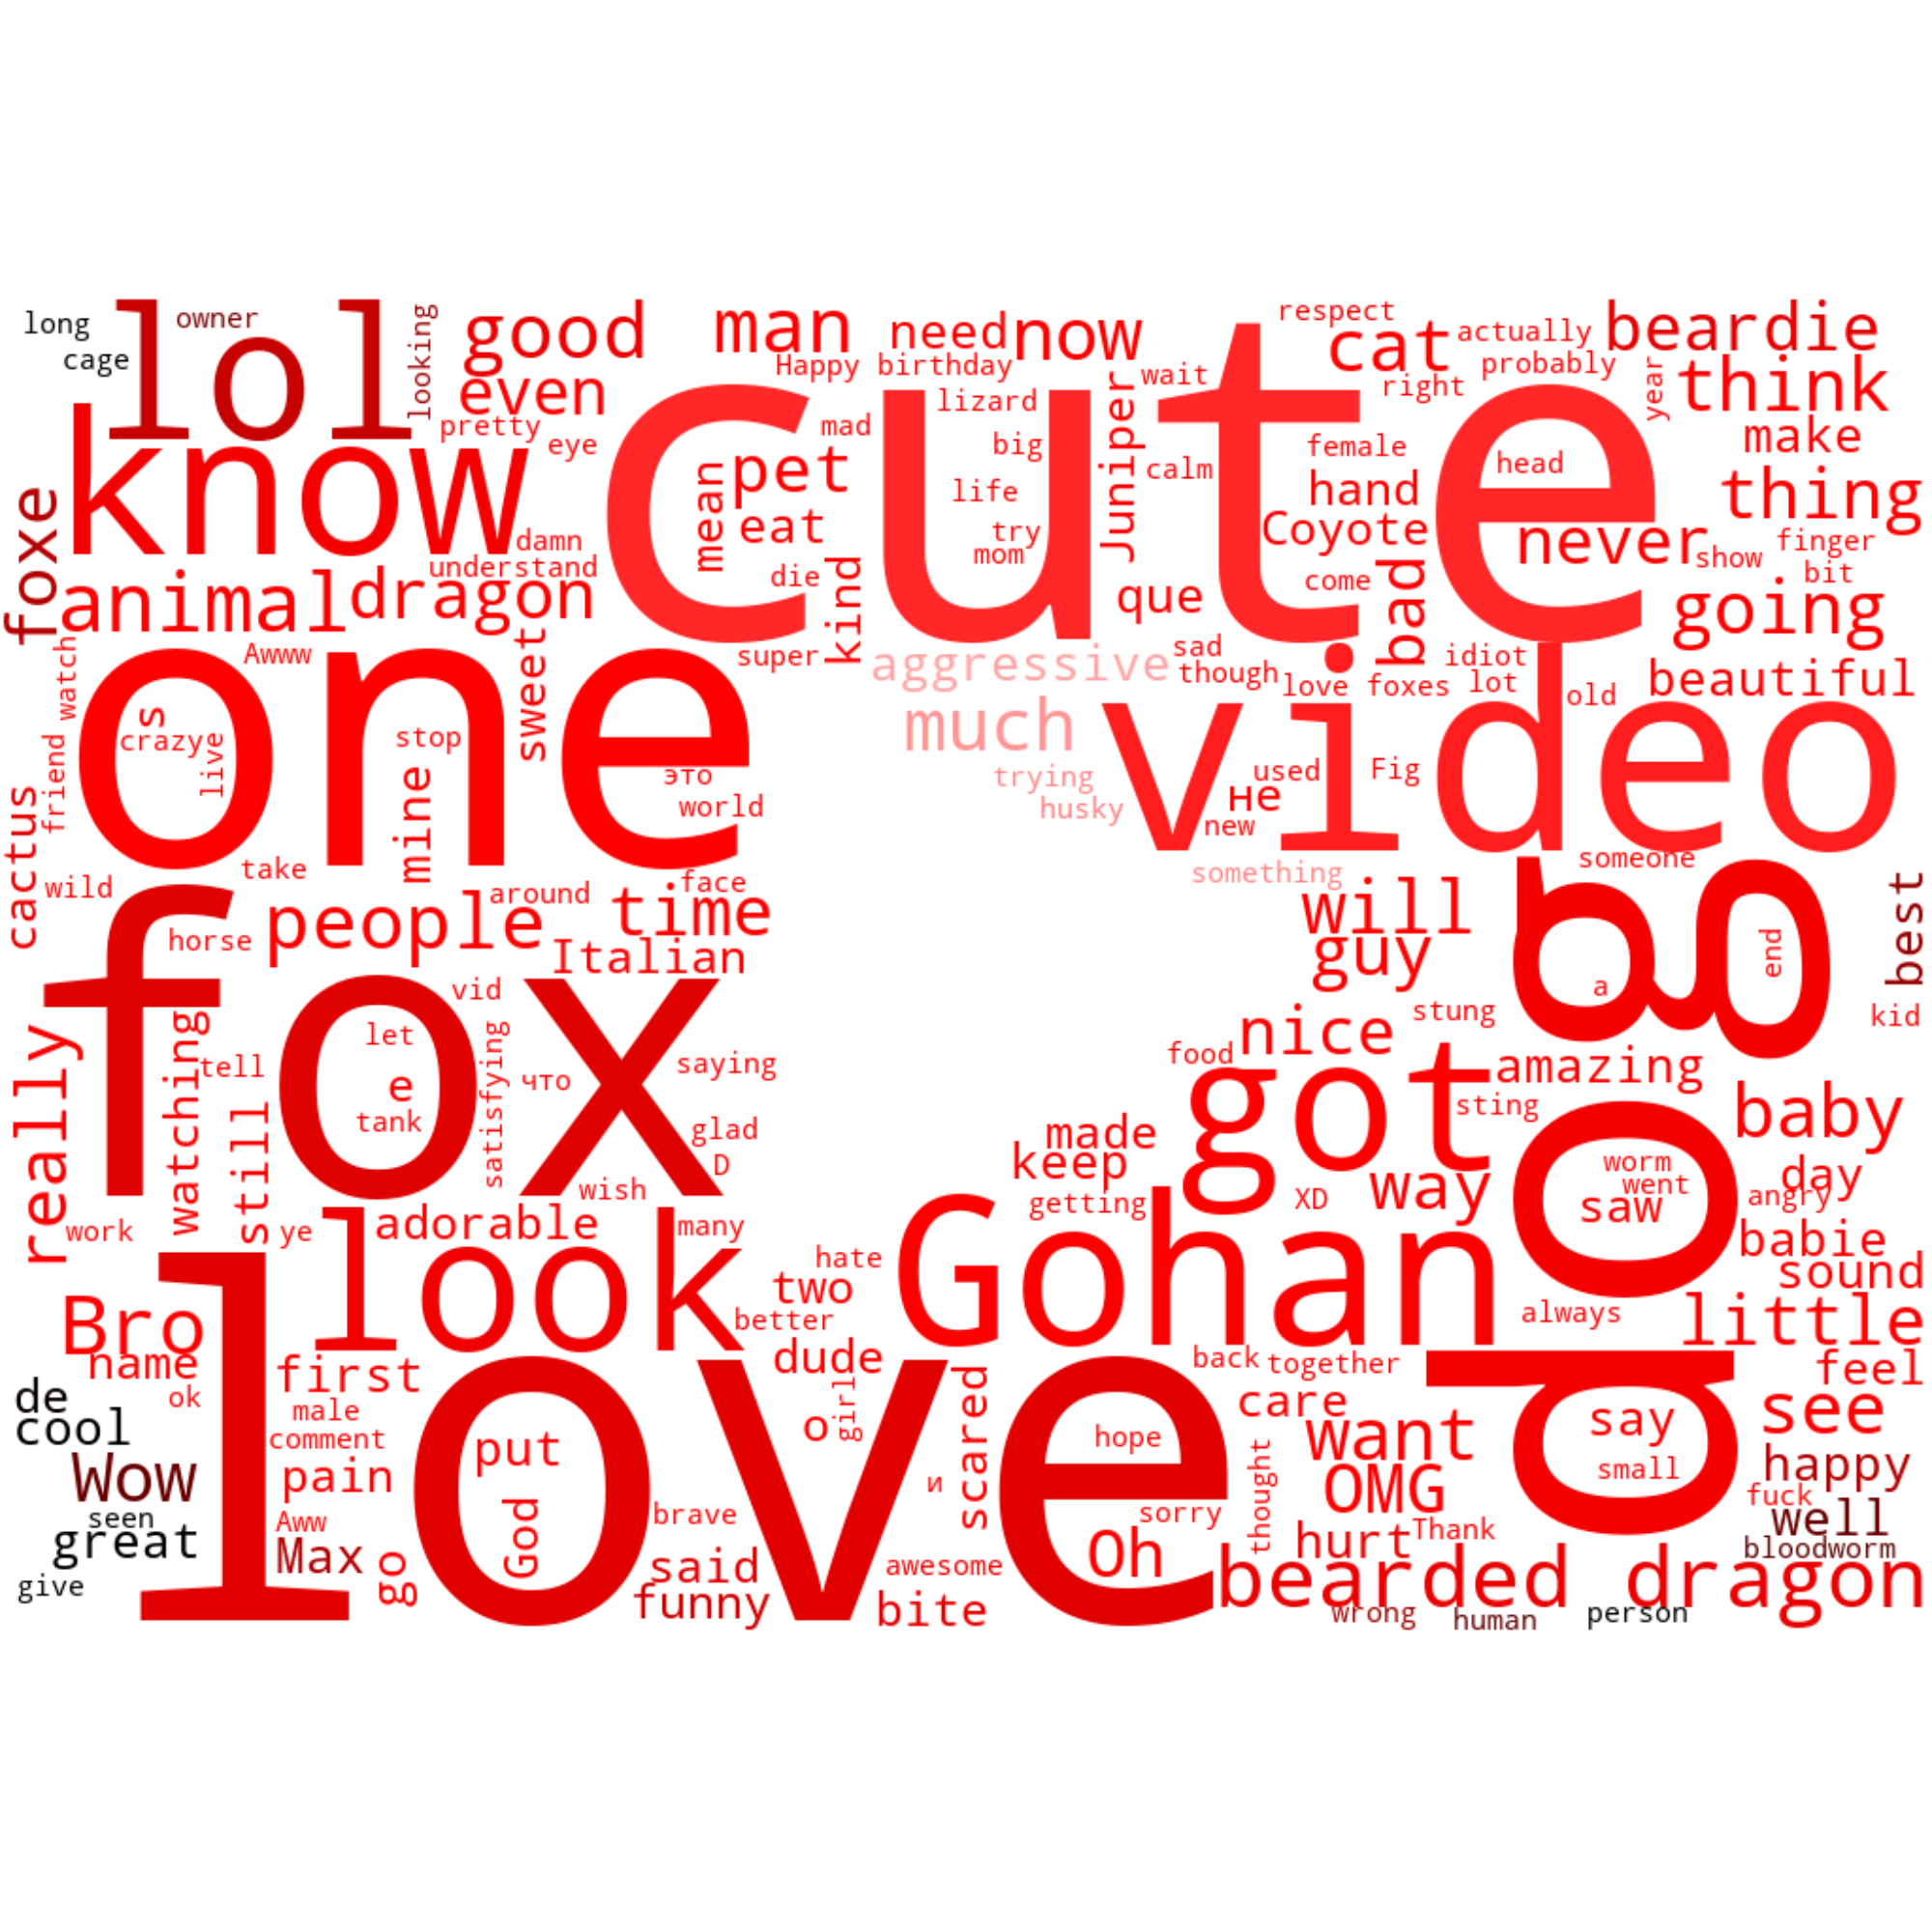 long
owner
cage
lol
looking
good
man
need
now
respect
cat
actually
beardie
Happy birthday
wait
right
probably
year
think
even
pretty
eye
know
cute
mad
lizard
big
Juniper
calm
female
head
make
mean
pet
eat
life
try
mom
hand
Coyote
never
thing
foxe
damn
understand
die
kind
que
come
bad
show
finger
bit
animal
dragon
going
watch
Awww
sweet
super
aggressive
sad
though
love foxes
idiot
lot
old
beautiful
one
crazy
s
e
live
stop
mine
это
world
much
video
trying
husky
used
Fig
не
new
cactus
friend
wild
take
around
face
something
someone
dog
a
end
best
kid
fox
horse
people
time
Italian
will
guy
vid
stung
nice
food
amazing
really
watching
tell
let
e
tank
satisfying
что
saying
got
sting
baby
still
glad
D
made
keep
getting
XD
way
worm
went
saw
day
angry
work
ye
wish
adorable
many
look
hate
two
better
Gohan
always
babie
sound
little
Bro
name
ok
first
male
comment
dude
girl
o
scared
back
together
care
feel
de
cool
love
put
God
hope
want
say
small
see
Wow
seen
great
give
pain
Aww
Max
go
brave
и
sorry
thought
OMG
hurt
Thank
happy
fuck
well
bloodworm
said
funny
awesome
bite
Oh
bearded dragon
wrong
human
person